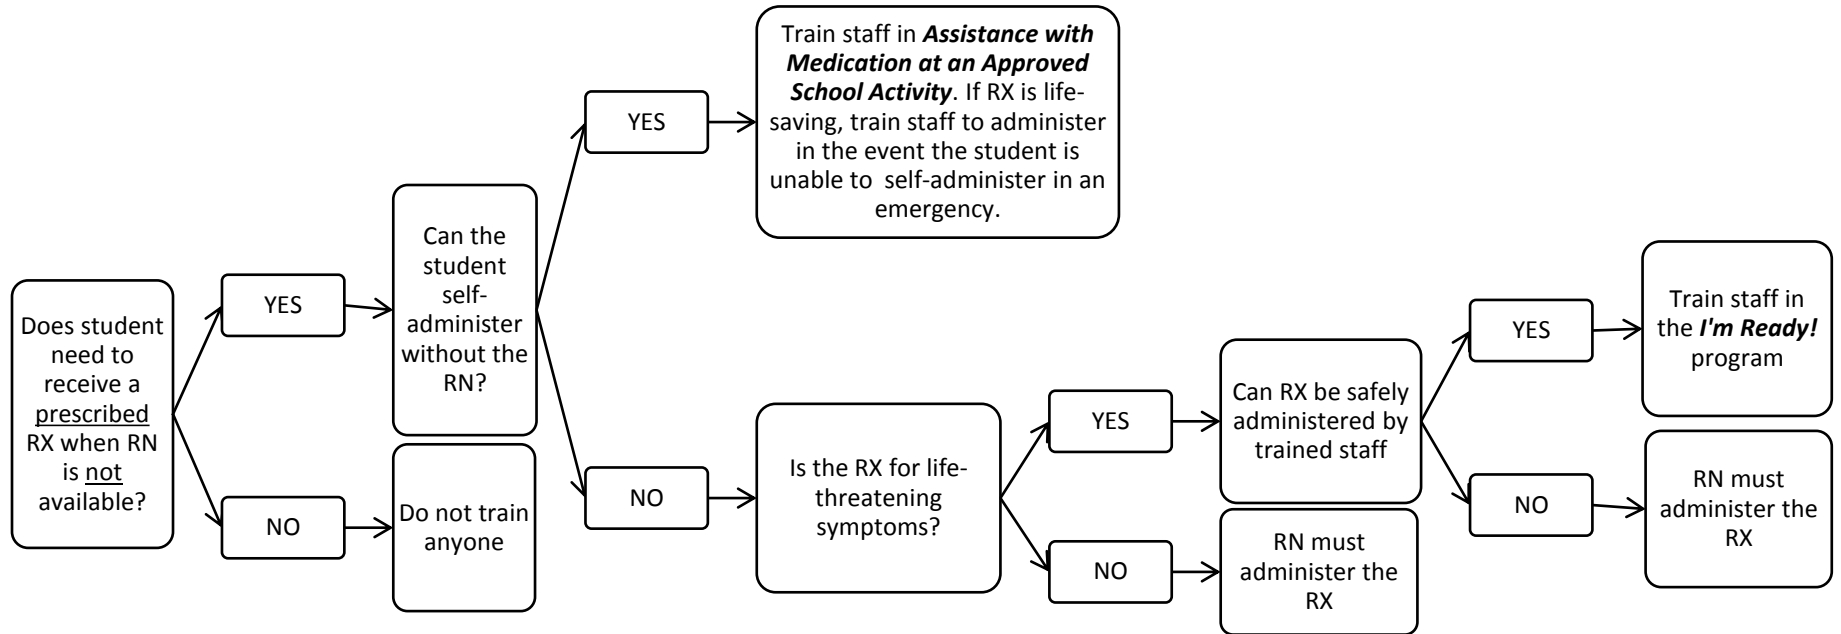 Does student
need to
receive a
prescribed
RX when RN
is not
available?
YES
NO
Can the
student
self-
administer
without the
RN?
Do not train
anyone
YES
NO
Train staff in Assistance with
Medication at an Approved
School Activity. If RX is life-
saving, train staff to administer
in the event the student is
unable to self-administer in an
emergency.
Is the RX for life-
threatening
symptoms?
YES
NO
Can RX be safely
administered by
trained staff
RN must
administer the
RX
YES
NO
Train staff in
the I'm Ready!
program
RN must
administer the
RX